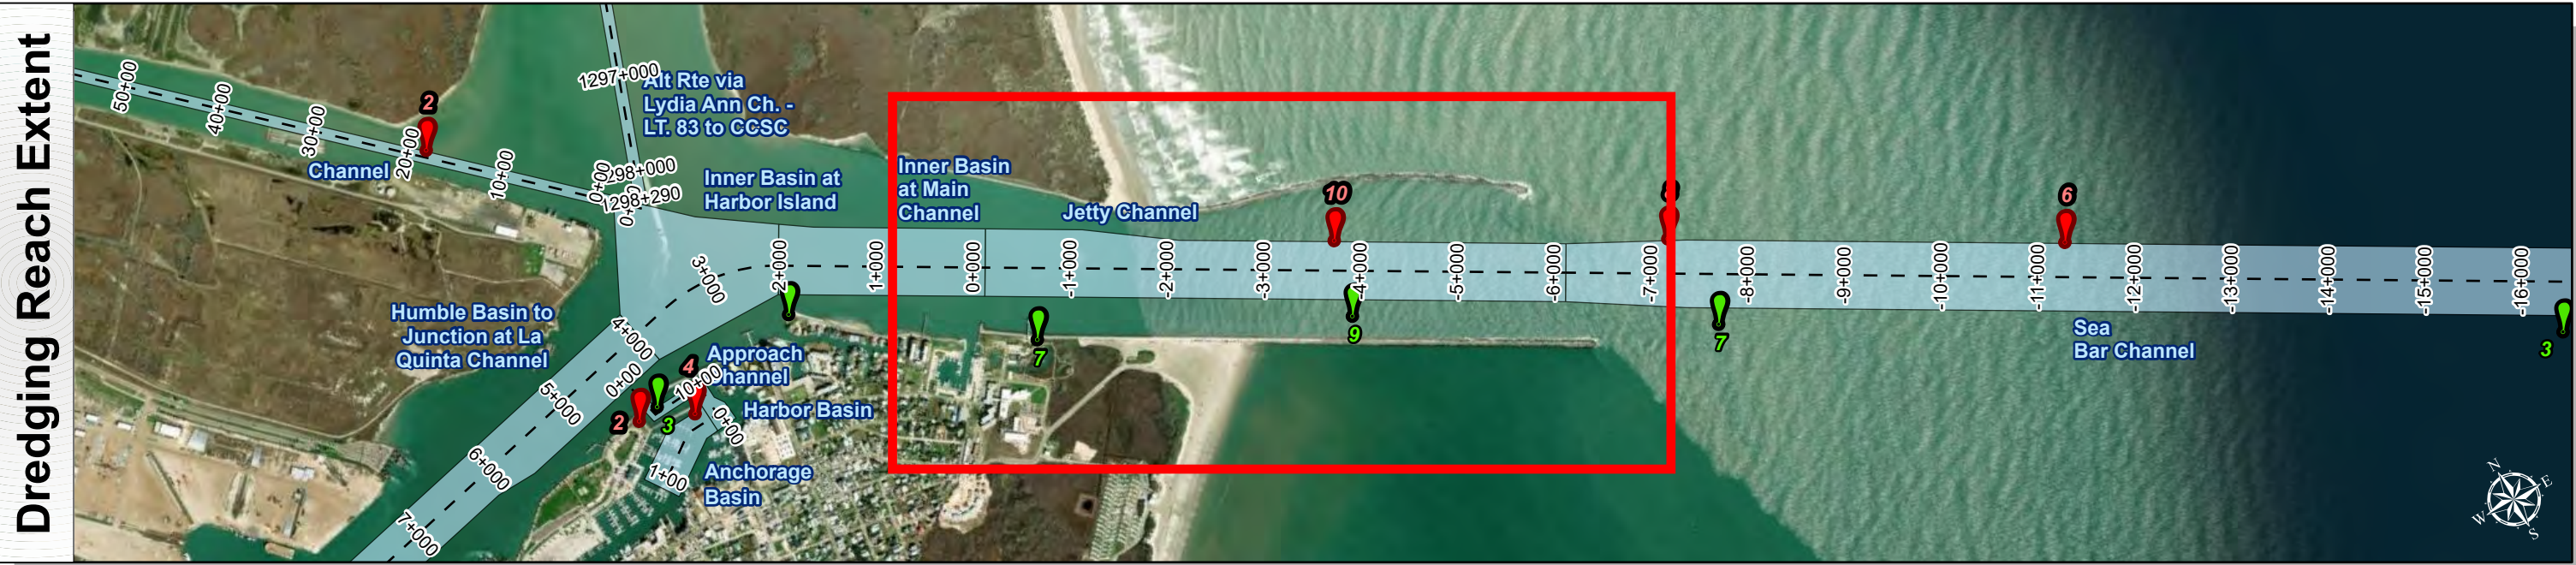 Dredging Reach Extent
50+00
40+00
30+00
20+00
10+00
0+00
2
Channel
1297+000
Alt Rte via
Lydia Ann Ch. -
LT. 83 to CCSC
298+000
1298+290
Inner Basin at
Harbor Island
Inner Basin
at Main
Channel
Jetty Channel
10
6
3+000
2+000
1+000
0+000
-1+000
-2+000
-3+000
-4+000
-5+000
-6+000
-7+000
-8+000
-9+000
-10+000
-11+000
-12+000
-13+000
-14+000
-15+000
-16+000
7
9
7
3
Sea
Bar Channel
Humble Basin to
Junction at La
Quinta Channel
4+000
5+000
6+000
7+000
0+00
Approach
Channel
4
10+00
2
3
Harbor Basin
0+00
1+00
Anchorage
Basin
N
E
S
W